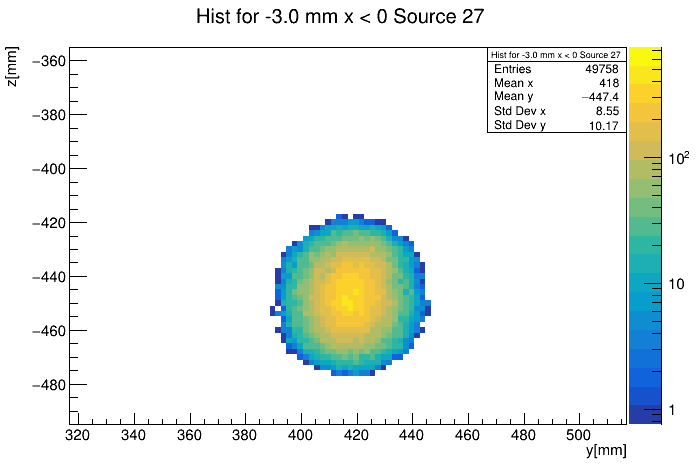 Hist for -3.0 mm x < 0 Source 27
z[mm]
Hist for -3.0 mm x < 0 Source 27
Entries 49758
Mean x 418
Mean y −447.4
Std Dev x 8.55
Std Dev y 10.17
−360
−380
−400
−420
−440
−460
−480
10²
10
1
320 340 360 380 400 420 440 460 480 500
y[mm]